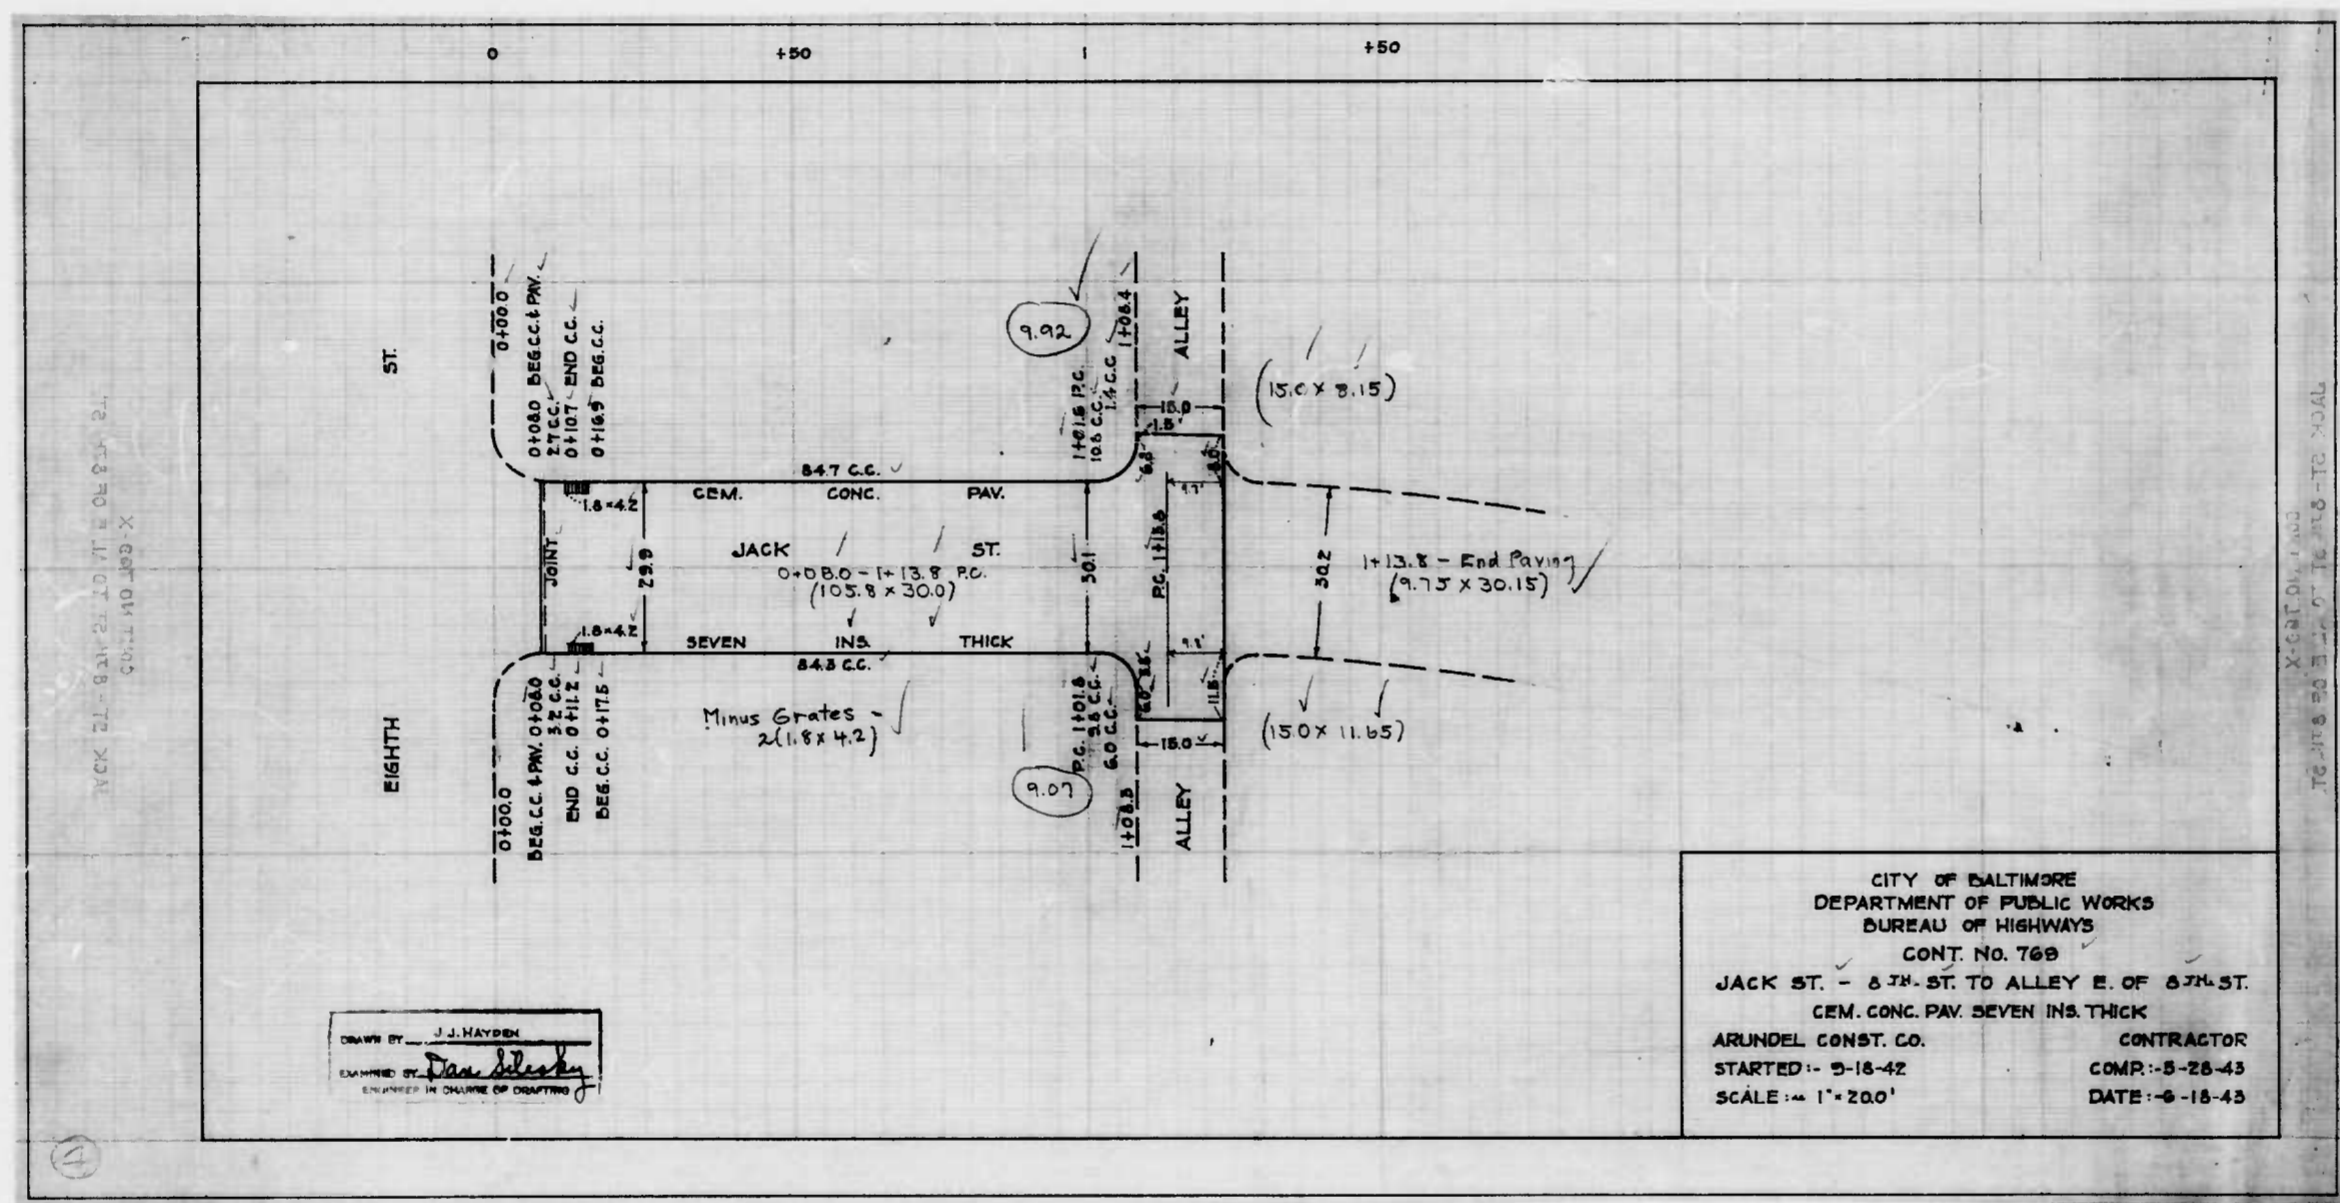 0 +50 1 +50
ST.
EIGHTH
0+00.0
0+08.0 BEG.C.C.& PAV.
2.7 C.C.
0+10.7 END C.C.
0+16.9 BEG.C.C.
9.92
1+01.6 P.C.
10.6 C.C.
1.4 C.C
1+08.4
ALLEY
15.0
1.5
(15.0 x 8.15)
84.7 C.C.
CEM. CONC. PAV.
1.8×4.2
JOINT
29.9
JACK ST.
0+08.0 - 1+13.8 P.C.
(105.8 x 30.0)
30.1
P.C. 1+13.8
30.2
1+13.8 - End Paving
(9.75 x 30.15)
1.8×4.2
SEVEN INS. THICK
84.3 C.C.
Minus Grates -
2(1.8 x 4.2)
0+00.0
BEG.C.C.& PAV. 0+08.0
3.2 C.C.
END C.C. 0+11.2
BEG.C.C. 0+17.5
P.C. 1+01.8
9.8 C.C.
6.0 C.C.
1+08.3
9.07
6.0
11.8
15.0
ALLEY
(15.0 x 11.65)
CITY OF BALTIMORE
DEPARTMENT OF PUBLIC WORKS
BUREAU OF HIGHWAYS
CONT. NO. 769
JACK ST. - 8TH. ST. TO ALLEY E. OF 8TH. ST.
CEM. CONC. PAV. SEVEN INS. THICK
ARUNDEL CONST. CO. CONTRACTOR
STARTED:- 9-18-42 COMP.:-5-28-43
SCALE:- 1"=20.0' DATE:-6-18-43
DRAWN BY J.J. HAYDEN
EXAMINED BY Dan Silesky
ENGINEER IN CHARGE OF DRAFTING